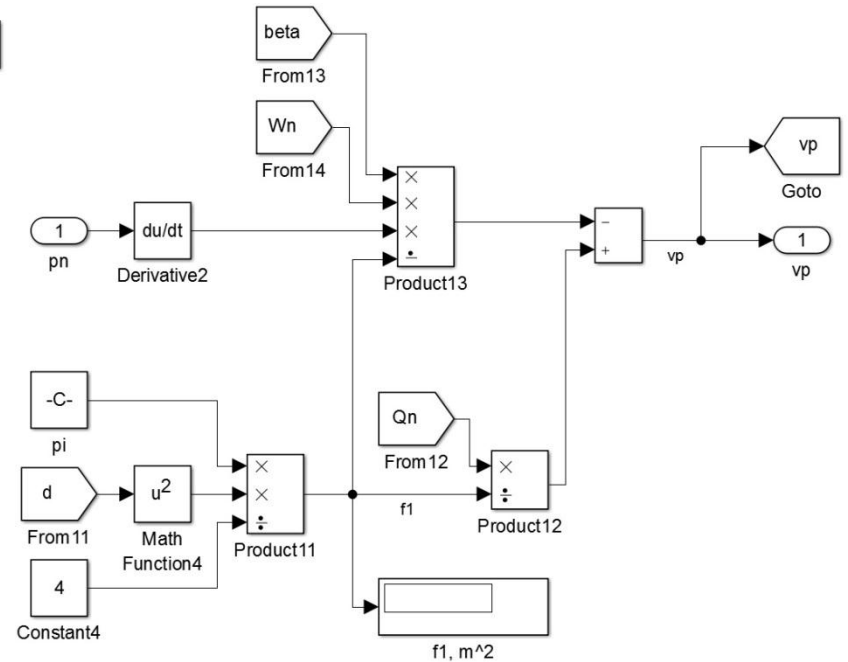 beta
From13
Wn
From14
vp
Goto
1
pn
du/dt
Derivative2
×
×
×
÷
Product13
−
+
vp
1
vp
-C-
pi
d
From11
u²
Math
Function4
4
Constant4
×
×
÷
Product11
Qn
From12
f1
×
÷
Product12
f1, m^2